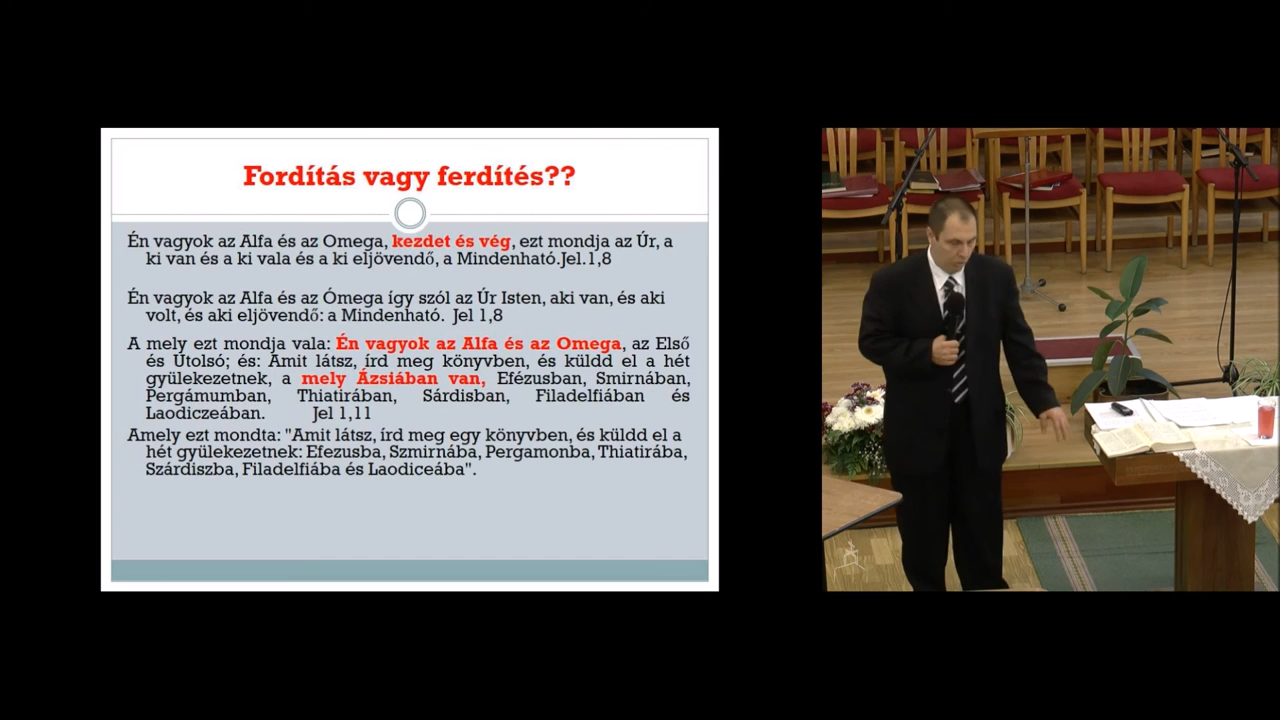 Fordítás vagy ferdítés??
Én vagyok az Alfa és az Omega, kezdet és vég, ezt mondja az Úr, a
ki van és a ki vala és a ki eljövendő, a Mindenható.Jel.1,8
Én vagyok az Alfa és az Ómega így szól az Úr Isten, aki van, és aki
volt, és aki eljövendő: a Mindenható. Jel 1,8
A mely ezt mondja vala: Én vagyok az Alfa és az Omega, az Első
és Utolsó; és: Amit látsz, írd meg könyvben, és küldd el a hét
gyülekezetnek, a mely Ázsiában van, Efézusban, Smirnában,
Pergámumban, Thiatirában, Sárdisban, Filadelfiában és
Laodiczeában. Jel 1,11
Amely ezt mondta: "Amit látsz, írd meg egy könyvben, és küldd el a
hét gyülekezetnek: Efezusba, Szmirnába, Pergamonba, Thiatirába,
Szárdiszba, Filadelfiába és Laodiceába".